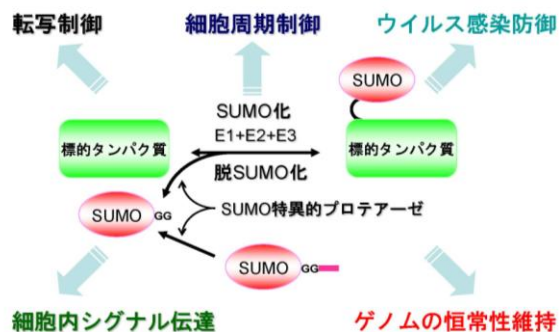 転写制御
細胞周期制御
ウイルス感染防御
SUMO
SUMO化
E1+E2+E3
標的タンパク質
標的タンパク質
脱SUMO化
SUMO GG
SUMO特異的プロテアーゼ
SUMO GG
細胞内シグナル伝達
ゲノムの恒常性維持